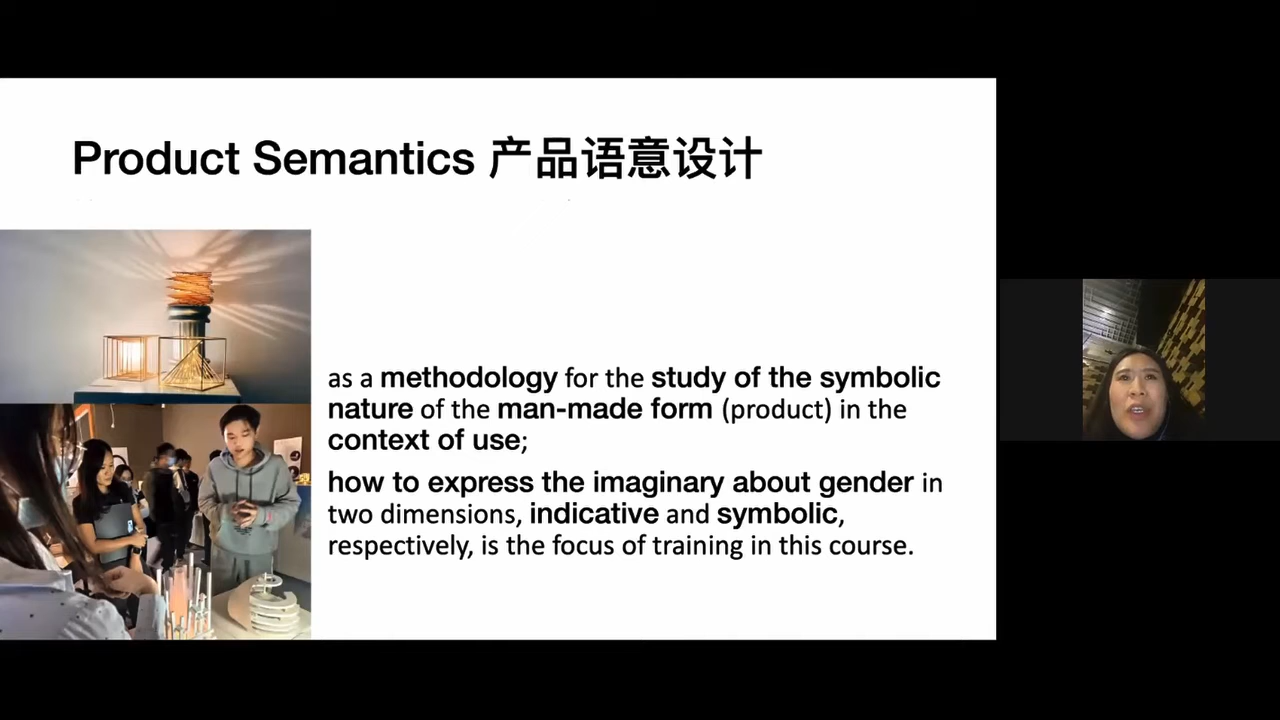 Product Semantics 产品语意设计
as a methodology for the study of the symbolic
nature of the man-made form (product) in the
context of use;
how to express the imaginary about gender in
two dimensions, indicative and symbolic,
respectively, is the focus of training in this course.